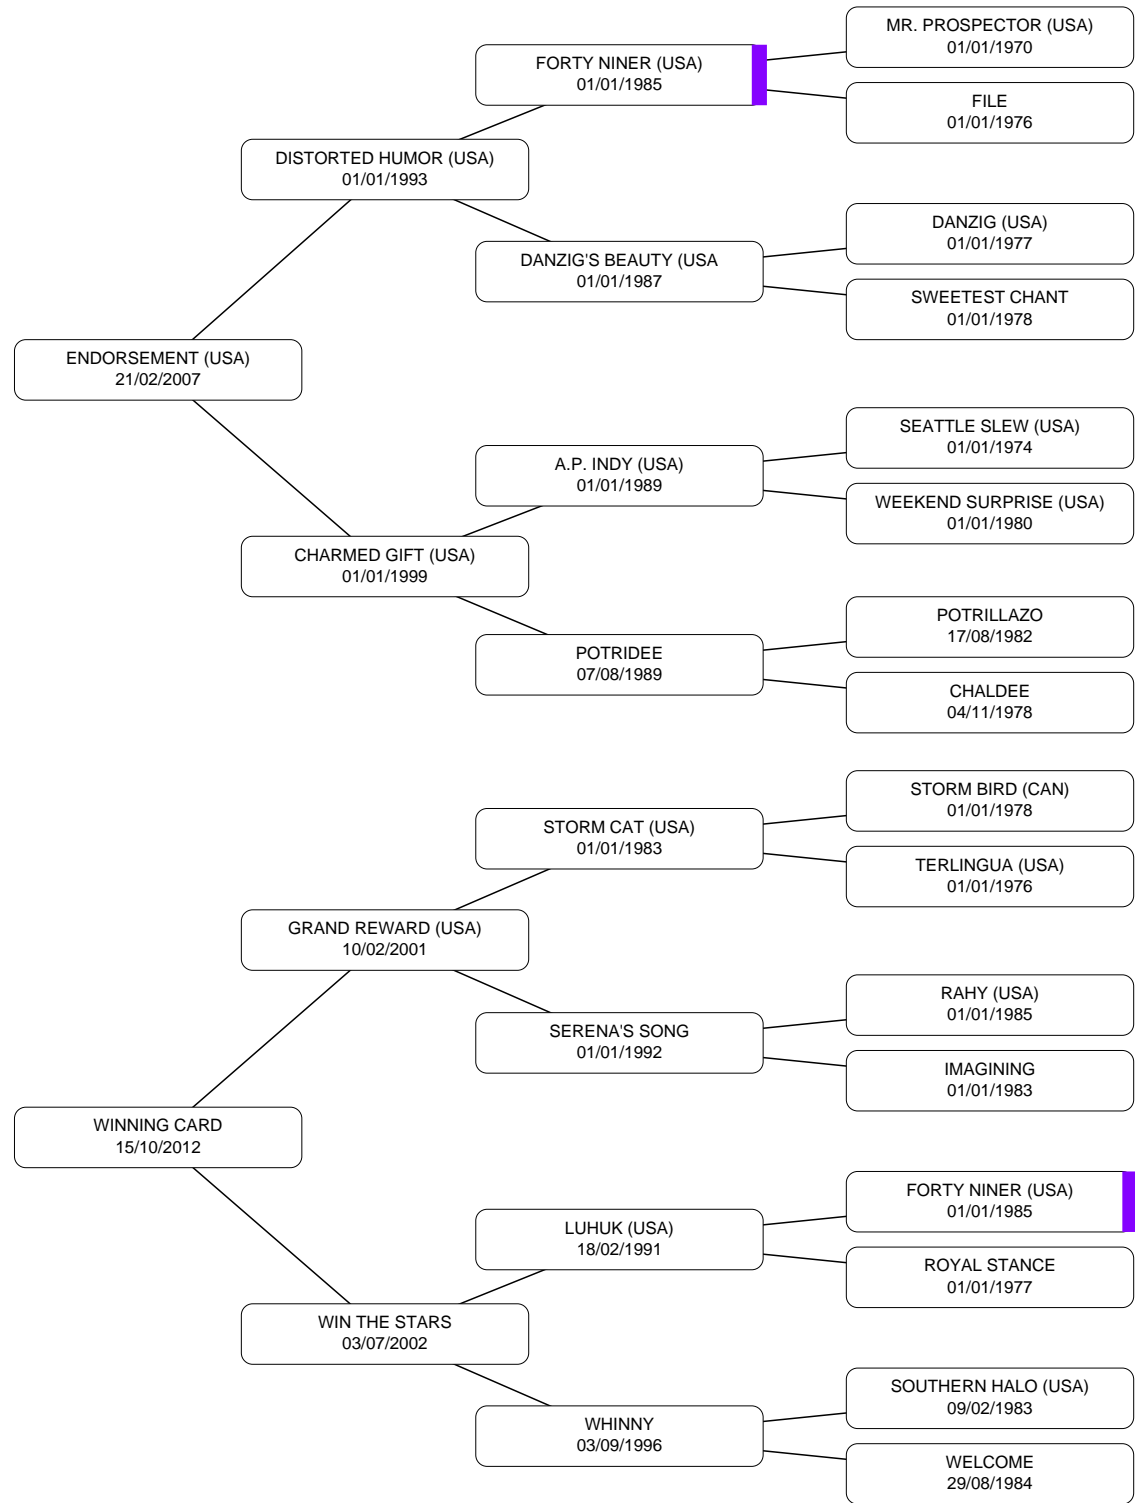 MR. PROSPECTOR (USA)
01/01/1970
FORTY NINER (USA)
01/01/1985
FILE
01/01/1976
DISTORTED HUMOR (USA)
01/01/1993
DANZIG (USA)
01/01/1977
DANZIG'S BEAUTY (USA
01/01/1987
SWEETEST CHANT
01/01/1978
ENDORSEMENT (USA)
21/02/2007
SEATTLE SLEW (USA)
01/01/1974
A.P. INDY (USA)
01/01/1989
WEEKEND SURPRISE (USA)
01/01/1980
CHARMED GIFT (USA)
01/01/1999
POTRILLAZO
17/08/1982
POTRIDEE
07/08/1989
CHALDEE
04/11/1978
STORM BIRD (CAN)
01/01/1978
STORM CAT (USA)
01/01/1983
TERLINGUA (USA)
01/01/1976
GRAND REWARD (USA)
10/02/2001
RAHY (USA)
01/01/1985
SERENA'S SONG
01/01/1992
IMAGINING
01/01/1983
WINNING CARD
15/10/2012
FORTY NINER (USA)
01/01/1985
LUHUK (USA)
18/02/1991
ROYAL STANCE
01/01/1977
WIN THE STARS
03/07/2002
SOUTHERN HALO (USA)
09/02/1983
WHINNY
03/09/1996
WELCOME
29/08/1984